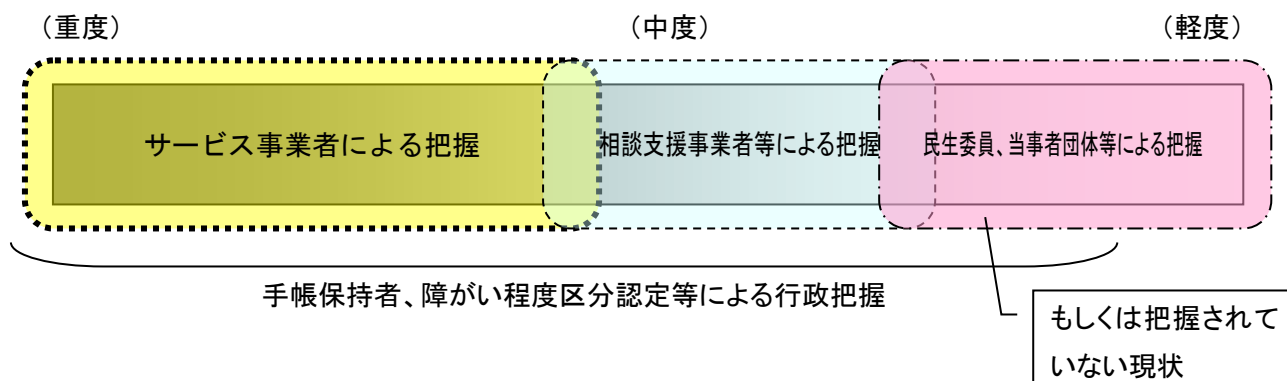 （重度）
（中度）
（軽度）
サービス事業者による把握
相談支援事業者等による把握
民生委員、当事者団体等による把握
手帳保持者、障がい程度区分認定等による行政把握
もしくは把握されて
いない現状